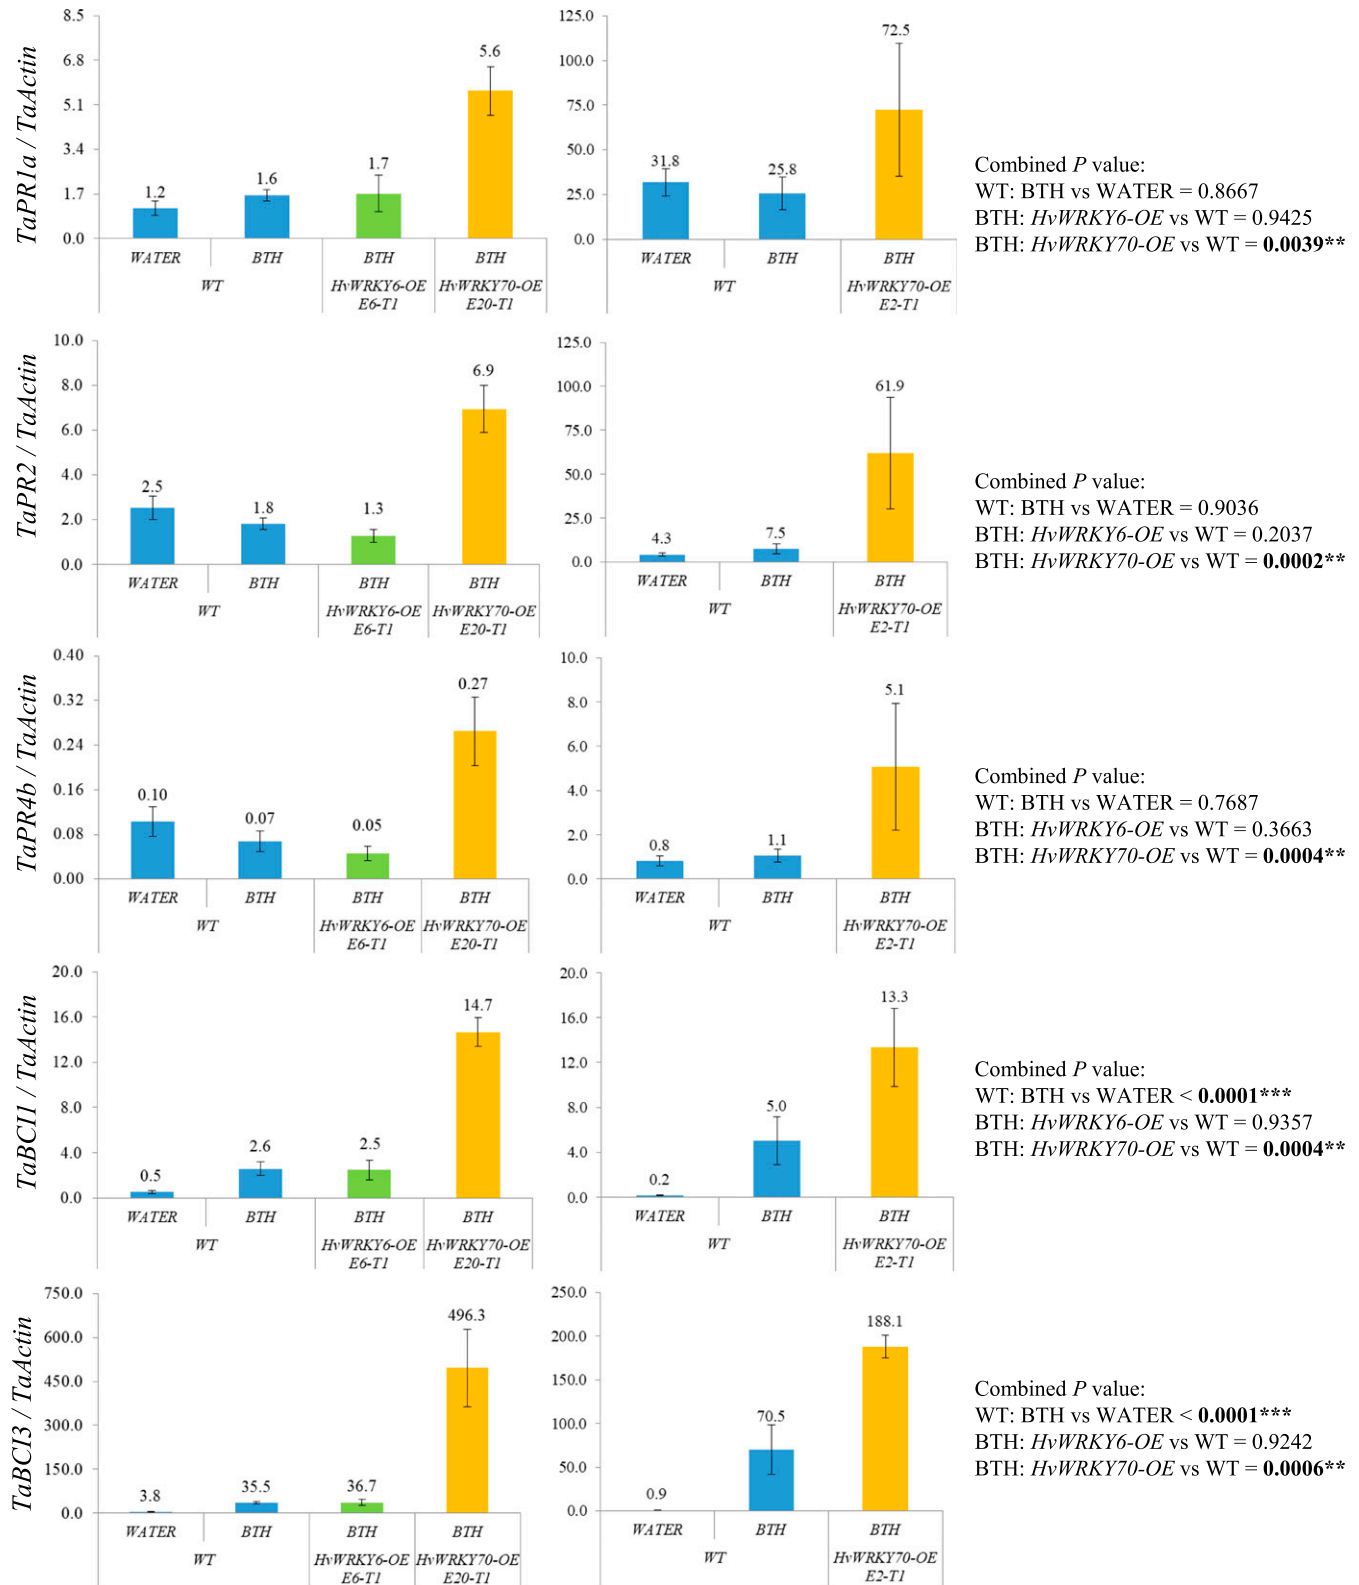 TaPR1a / TaActin
8.5
6.8
5.1
3.4
1.7
0.0
1.2
1.6
1.7
5.6
WATER BTH BTH BTH
WT HvWRKY6-OE HvWRKY70-OE
E6-T1 E20-T1
125.0
100.0
75.0
50.0
25.0
0.0
31.8
25.8
72.5
WATER BTH BTH
WT HvWRKY70-OE
E2-T1
Combined P value:
WT: BTH vs WATER = 0.8667
BTH: HvWRKY6-OE vs WT = 0.9425
BTH: HvWRKY70-OE vs WT = 0.0039**
TaPR2 / TaActin
10.0
8.0
6.0
4.0
2.0
0.0
2.5
1.8
1.3
6.9
WATER BTH BTH BTH
WT HvWRKY6-OE HvWRKY70-OE
E6-T1 E20-T1
125.0
100.0
75.0
50.0
25.0
0.0
4.3
7.5
61.9
WATER BTH BTH
WT HvWRKY70-OE
E2-T1
Combined P value:
WT: BTH vs WATER = 0.9036
BTH: HvWRKY6-OE vs WT = 0.2037
BTH: HvWRKY70-OE vs WT = 0.0002**
TaPR4b / TaActin
0.40
0.32
0.24
0.16
0.08
0.00
0.10
0.07
0.05
0.27
WATER BTH BTH BTH
WT HvWRKY6-OE HvWRKY70-OE
E6-T1 E20-T1
10.0
8.0
6.0
4.0
2.0
0.0
0.8
1.1
5.1
WATER BTH BTH
WT HvWRKY70-OE
E2-T1
Combined P value:
WT: BTH vs WATER = 0.7687
BTH: HvWRKY6-OE vs WT = 0.3663
BTH: HvWRKY70-OE vs WT = 0.0004**
TaBCI1 / TaActin
20.0
16.0
12.0
8.0
4.0
0.0
0.5
2.6
2.5
14.7
WATER BTH BTH BTH
WT HvWRKY6-OE HvWRKY70-OE
E6-T1 E20-T1
20.0
16.0
12.0
8.0
4.0
0.0
0.2
5.0
13.3
WATER BTH BTH
WT HvWRKY70-OE
E2-T1
Combined P value:
WT: BTH vs WATER < 0.0001***
BTH: HvWRKY6-OE vs WT = 0.9357
BTH: HvWRKY70-OE vs WT = 0.0004**
TaBCI3 / TaActin
750.0
600.0
450.0
300.0
150.0
0.0
3.8
35.5
36.7
496.3
WATER BTH BTH BTH
WT HvWRKY6-OE HvWRKY70-OE
E6-T1 E20-T1
250.0
200.0
150.0
100.0
50.0
0.0
0.9
70.5
188.1
WATER BTH BTH
WT HvWRKY70-OE
E2-T1
Combined P value:
WT: BTH vs WATER < 0.0001***
BTH: HvWRKY6-OE vs WT = 0.9242
BTH: HvWRKY70-OE vs WT = 0.0006**